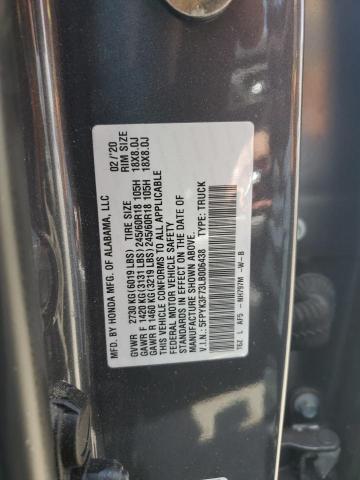 MFD. BY HONDA MFG. OF ALABAMA, LLC 02/'20
TIRE SIZE RIM SIZE
GVWR 2730 KG(6019 LBS)
GAWR F 1420 KG(3131 LBS) 245/60R18 105H 18X8.0J
GAWR R 1460 KG(3219 LBS) 245/60R18 105H 18X8.0J
THIS VEHICLE CONFORMS TO ALL APPLICABLE
FEDERAL MOTOR VEHICLE SAFETY
STANDARDS IN EFFECT ON THE DATE OF
MANUFACTURE SHOWN ABOVE.
V.I.N.: 5FPYK3F73LB006438 TYPE: TRUCK
T6Z L AF5 - NH797M -W-B